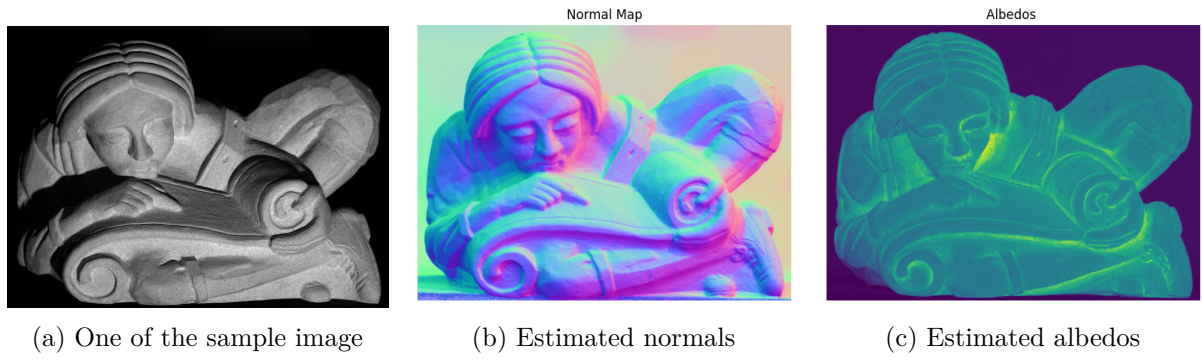 Normal Map
Albedos
(a) One of the sample image
(b) Estimated normals
(c) Estimated albedos